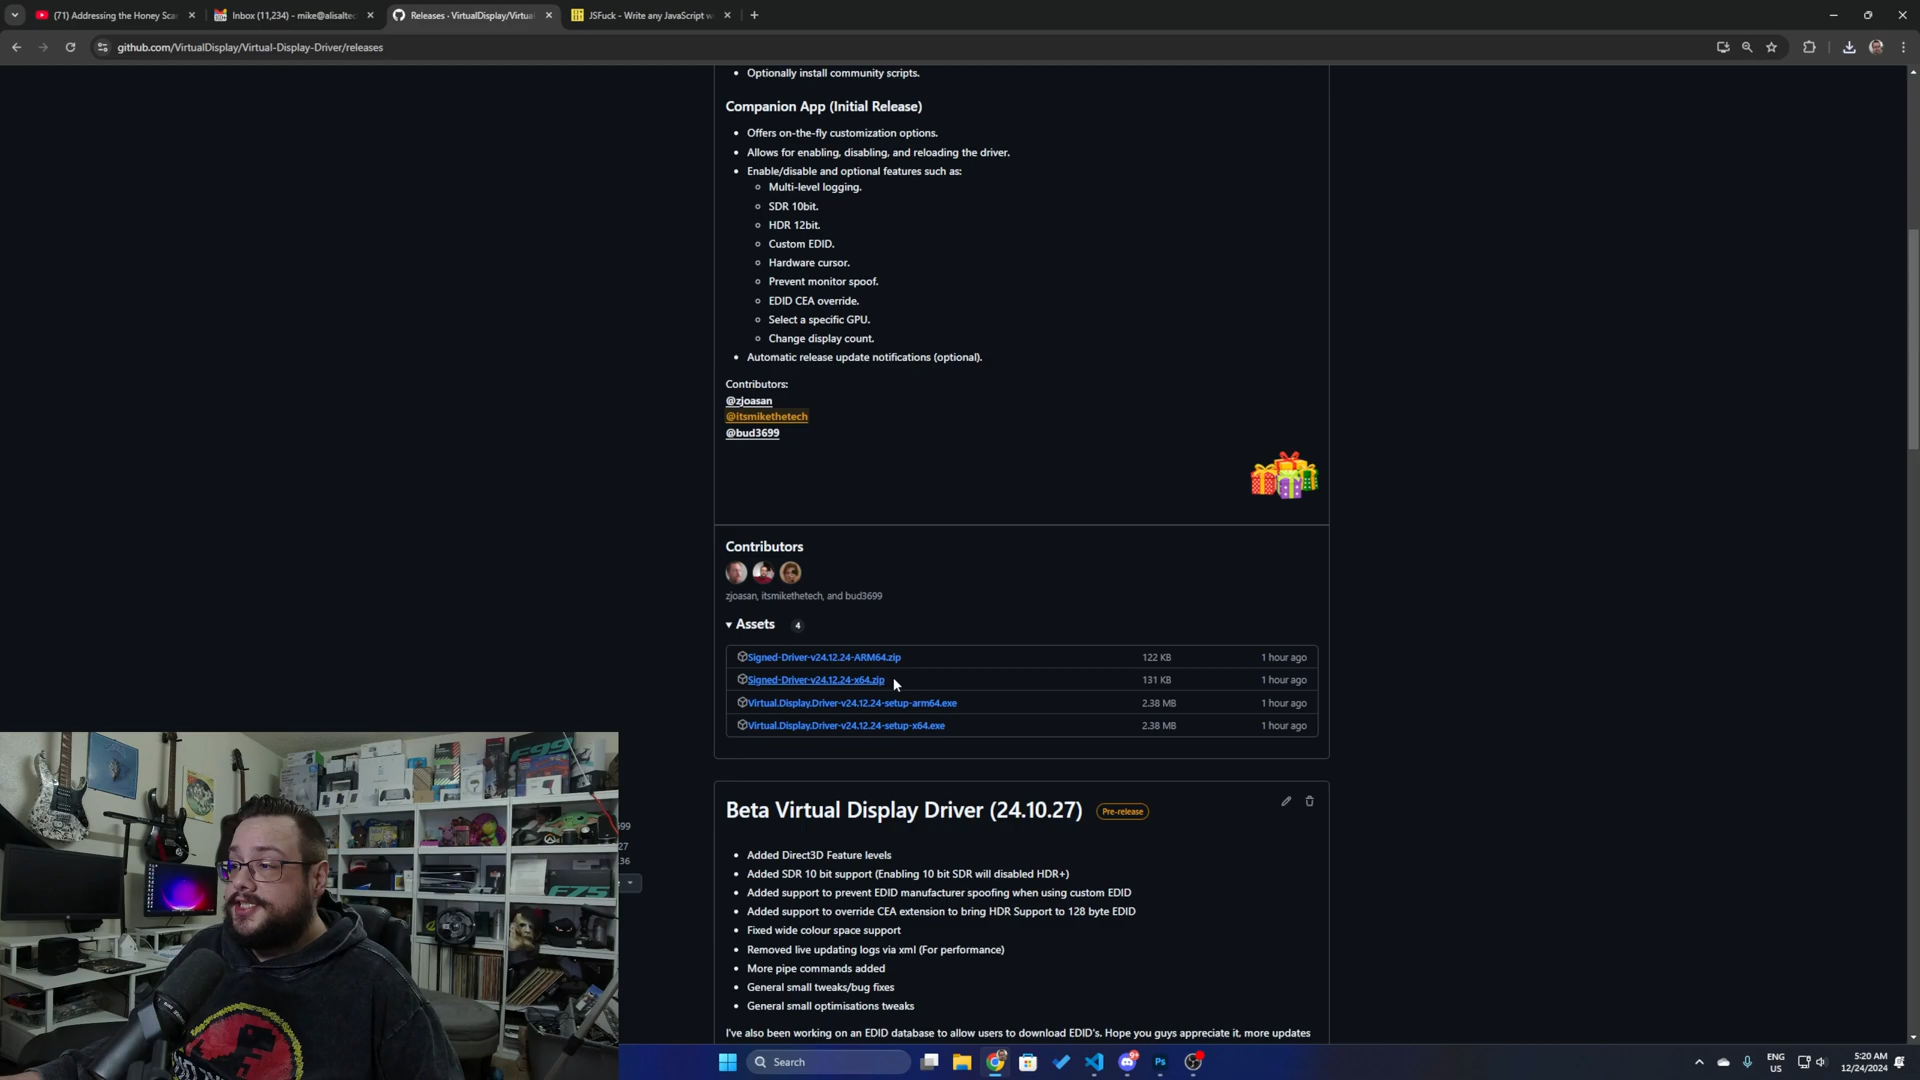 (71) Addressing the Honey Sca
Inbox (11,234) - mike@alisaltec
Releases · VirtualDisplay/Virtual
JSFuck - Write any JavaScript w
github.com/VirtualDisplay/Virtual-Display-Driver/releases
Optionally install community scripts.
Companion App (Initial Release)
Offers on-the-fly customization options.
Allows for enabling, disabling, and reloading the driver.
Enable/disable and optional features such as:
Multi-level logging.
SDR 10bit.
HDR 12bit.
Custom EDID.
Hardware cursor.
Prevent monitor spoof.
EDID CEA override.
Select a specific GPU.
Change display count.
Automatic release update notifications (optional).
Contributors:
@zjoasan
@itsmikethetech
@bud3699
Contributors
zjoasan, itsmikethetech, and bud3699
Assets 4
Signed-Driver-v24.12.24-ARM64.zip 122 KB 1 hour ago
Signed-Driver-v24.12.24-x64.zip 131 KB 1 hour ago
Virtual.Display.Driver-v24.12.24-setup-arm64.exe 2.38 MB 1 hour ago
Virtual.Display.Driver-v24.12.24-setup-x64.exe 2.38 MB 1 hour ago
Beta Virtual Display Driver (24.10.27) Pre-release
Added Direct3D Feature levels
Added SDR 10 bit support (Enabling 10 bit SDR will disabled HDR+)
Added support to prevent EDID manufacturer spoofing when using custom EDID
Added support to override CEA extension to bring HDR Support to 128 byte EDID
Fixed wide colour space support
Removed live updating logs via xml (For performance)
More pipe commands added
General small tweaks/bug fixes
General small optimisations tweaks
I've also been working on an EDID database to allow users to download EDID's. Hope you guys appreciate it, more updates
99
27
36
F99
F75
Search
Ps
ENG
US
5:20 AM
12/24/2024